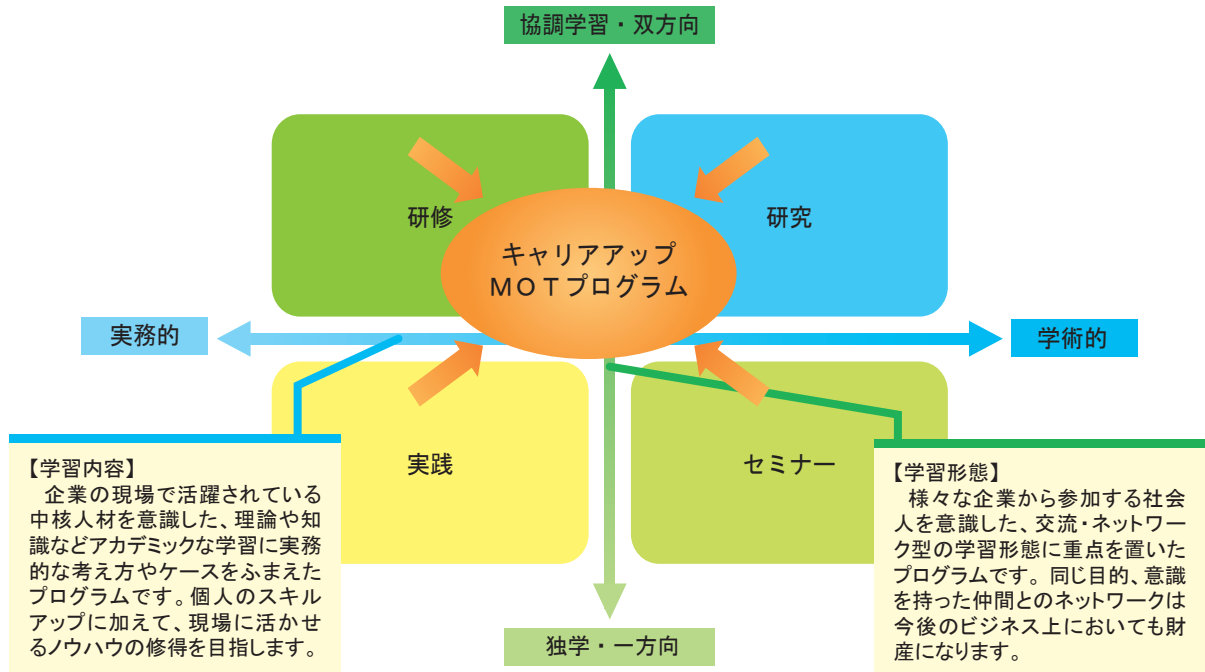 協調学習・双方向
研修
研究
キャリアアップ
MOTプログラム
実務的
学術的
実践
セミナー
【学習内容】
企業の現場で活躍されている
中核人材を意識した、理論や知
識などアカデミックな学習に実務
的な考え方やケースをふまえた
プログラムです。個人のスキル
アップに加えて、現場に活かせ
るノウハウの修得を目指します。
【学習形態】
様々な企業から参加する社会
人を意識した、交流・ネットワー
ク型の学習形態に重点を置いた
プログラムです。同じ目的、意識
を持った仲間とのネットワークは
今後のビジネス上においても財
産になります。
独学・一方向